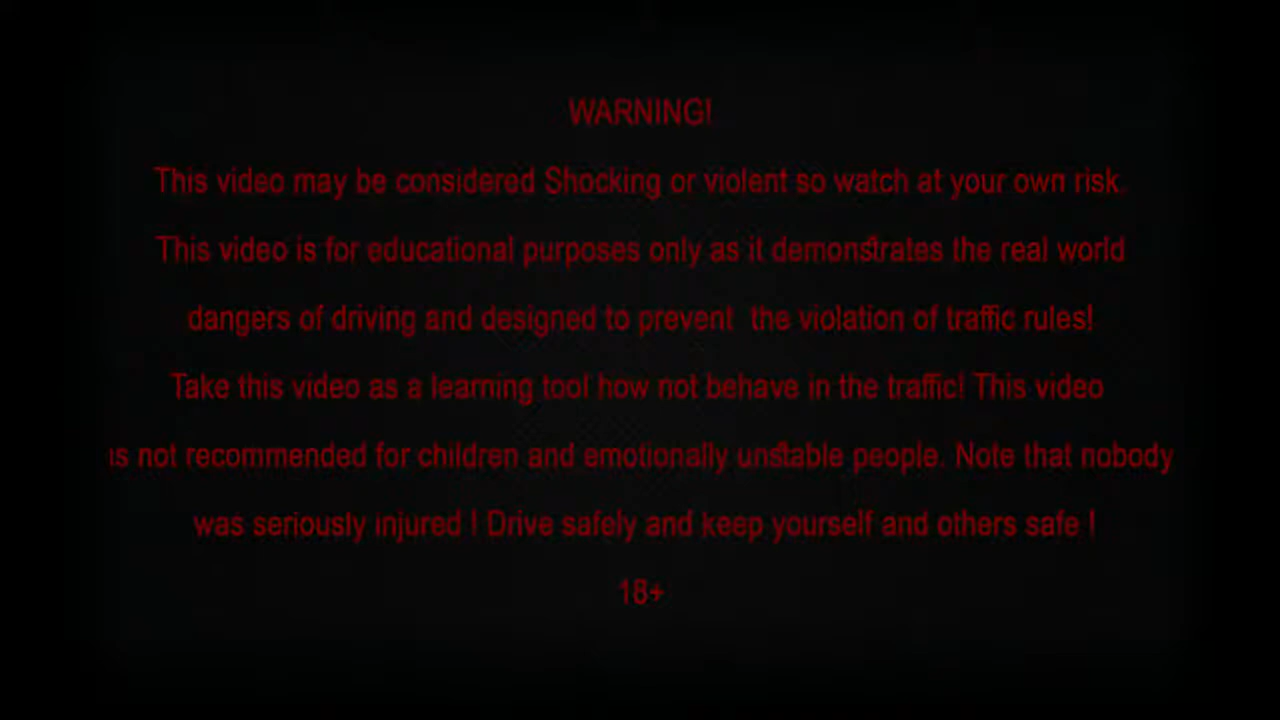 WARNING!
This video may be considered Shocking or violent so watch at your own risk.
This video is for educational purposes only as it demonstrates the real world
dangers of driving and designed to prevent  the violation of traffic rules!
Take this video as a learning tool how not behave in the traffic! This video
is not recommended for children and emotionally unstable people. Note that nobody
was seriously injured ! Drive safely and keep yourself and others safe !
18+